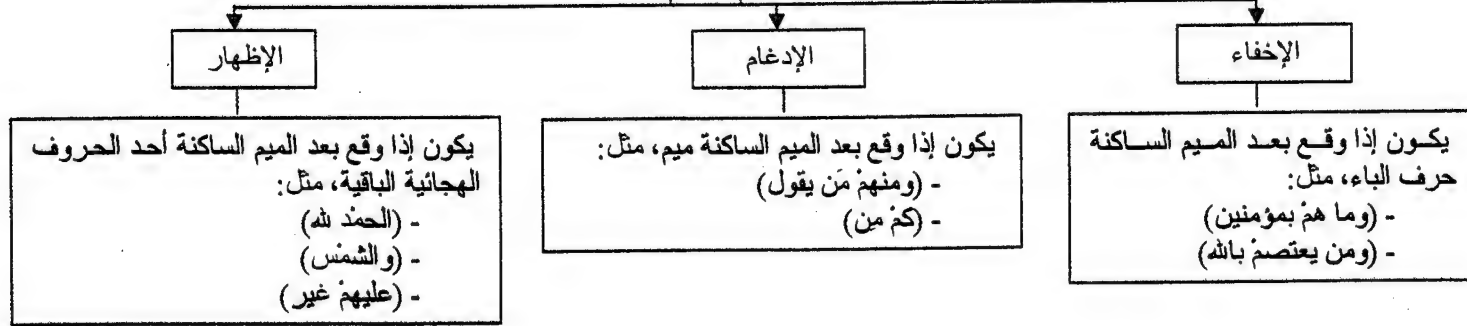 الإخفاء
الإدغام
الإظهار
يكون إذا وقع بعد الميم الساكنة
حرف الباء، مثل:
- (وما همْ بمؤمنين)
- (ومن يعتصمْ بالله)
يكون إذا وقع بعد الميم الساكنة ميم، مثل:
- (ومنهمْ مَن يقول)
- (كمْ مِن)
يكون إذا وقع بعد الميم الساكنة أحد الحروف
الهجائية الباقية، مثل:
- (الحمْد لله)
- (والشمْس)
- (عليهمْ غير)